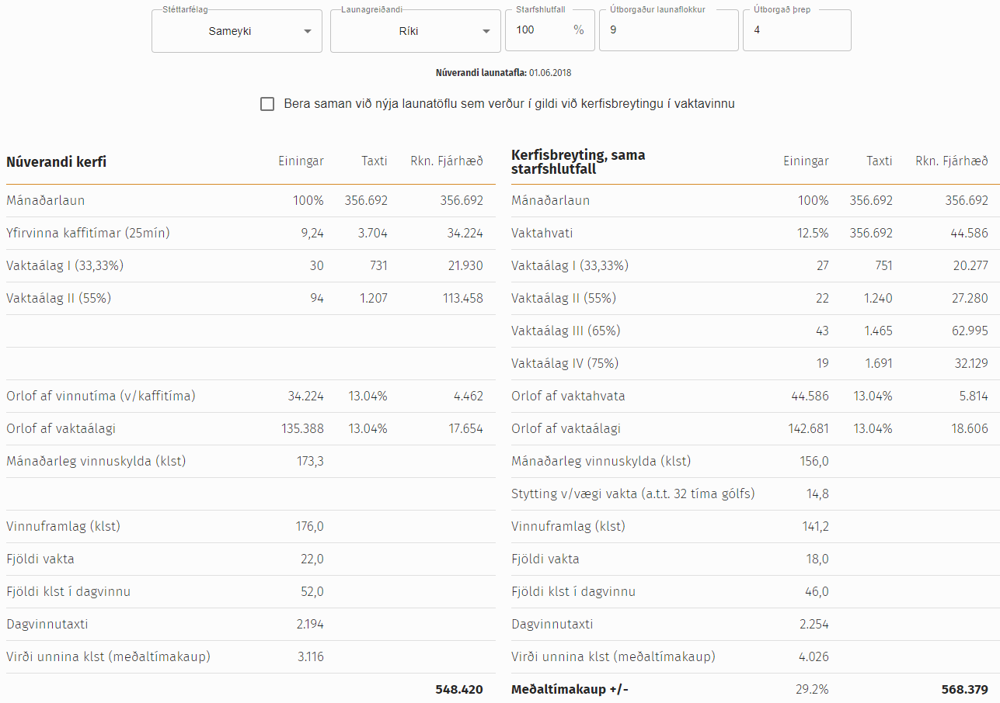 Stéttarfélag Launagreiðandi Starfshlutfall Útborgaður launaflokkur Útborgað þrep
Sameyki Ríki 100 % 9 4
Núverandi launatafla: 01.06.2018
Bera saman við nýja launatöflu sem verður í gildi við kerfisbreytingu í vaktavinnu
Núverandi kerfi Einingar Taxti Rkn. Fjárhæð
Mánaðarlaun 100% 356.692 356.692
Yfirvinna kaffitímar (25mín) 9,24 3.704 34.224
Vaktaálag I (33,33%) 30 731 21.930
Vaktaálag II (55%) 94 1.207 113.458
Orlof af vinnutíma (v/kaffitíma) 34.224 13.04% 4.462
Orlof af vaktaálagi 135.388 13.04% 17.654
Mánaðarleg vinnuskylda (klst) 173,3
Vinnuframlag (klst) 176,0
Fjöldi vakta 22,0
Fjöldi klst í dagvinnu 52,0
Dagvinnutaxti 2.194
Virði unnina klst (meðaltímakaup) 3.116
548.420
Kerfisbreyting, sama
starfshlutfall Einingar Taxti Rkn. Fjárhæð
Mánaðarlaun 100% 356.692 356.692
Vaktahvati 12.5% 356.692 44.586
Vaktaálag I (33,33%) 27 751 20.277
Vaktaálag II (55%) 22 1.240 27.280
Vaktaálag III (65%) 43 1.465 62.995
Vaktaálag IV (75%) 19 1.691 32.129
Orlof af vaktahvata 44.586 13.04% 5.814
Orlof af vaktaálagi 142.681 13.04% 18.606
Mánaðarleg vinnuskylda (klst) 156,0
Stytting v/vægi vakta (a.t.t. 32 tíma gólfs) 14,8
Vinnuframlag (klst) 141,2
Fjöldi vakta 18,0
Fjöldi klst í dagvinnu 46,0
Dagvinnutaxti 2.254
Virði unnina klst (meðaltímakaup) 4.026
Meðaltímakaup +/- 29.2% 568.379